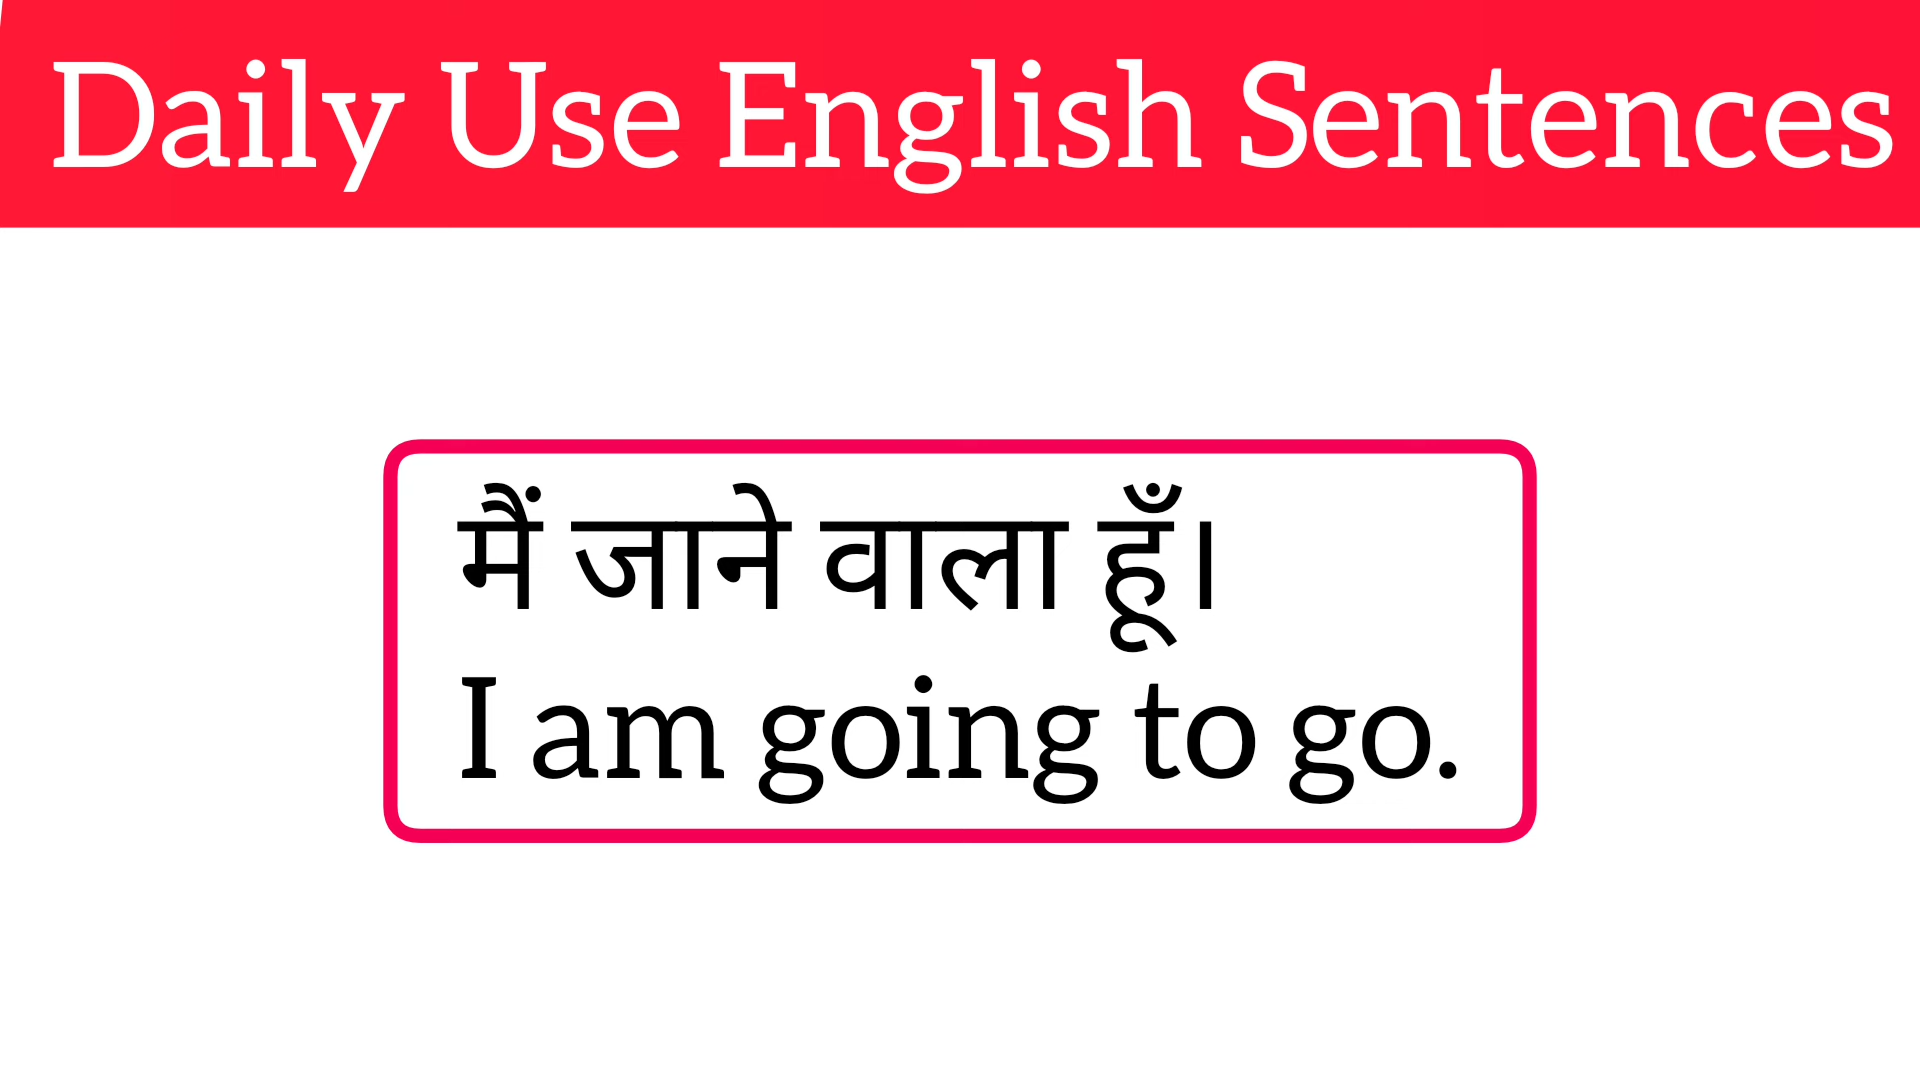 Daily Use English Sentences
मैं जाने वाला हूँ।
I am going to go.